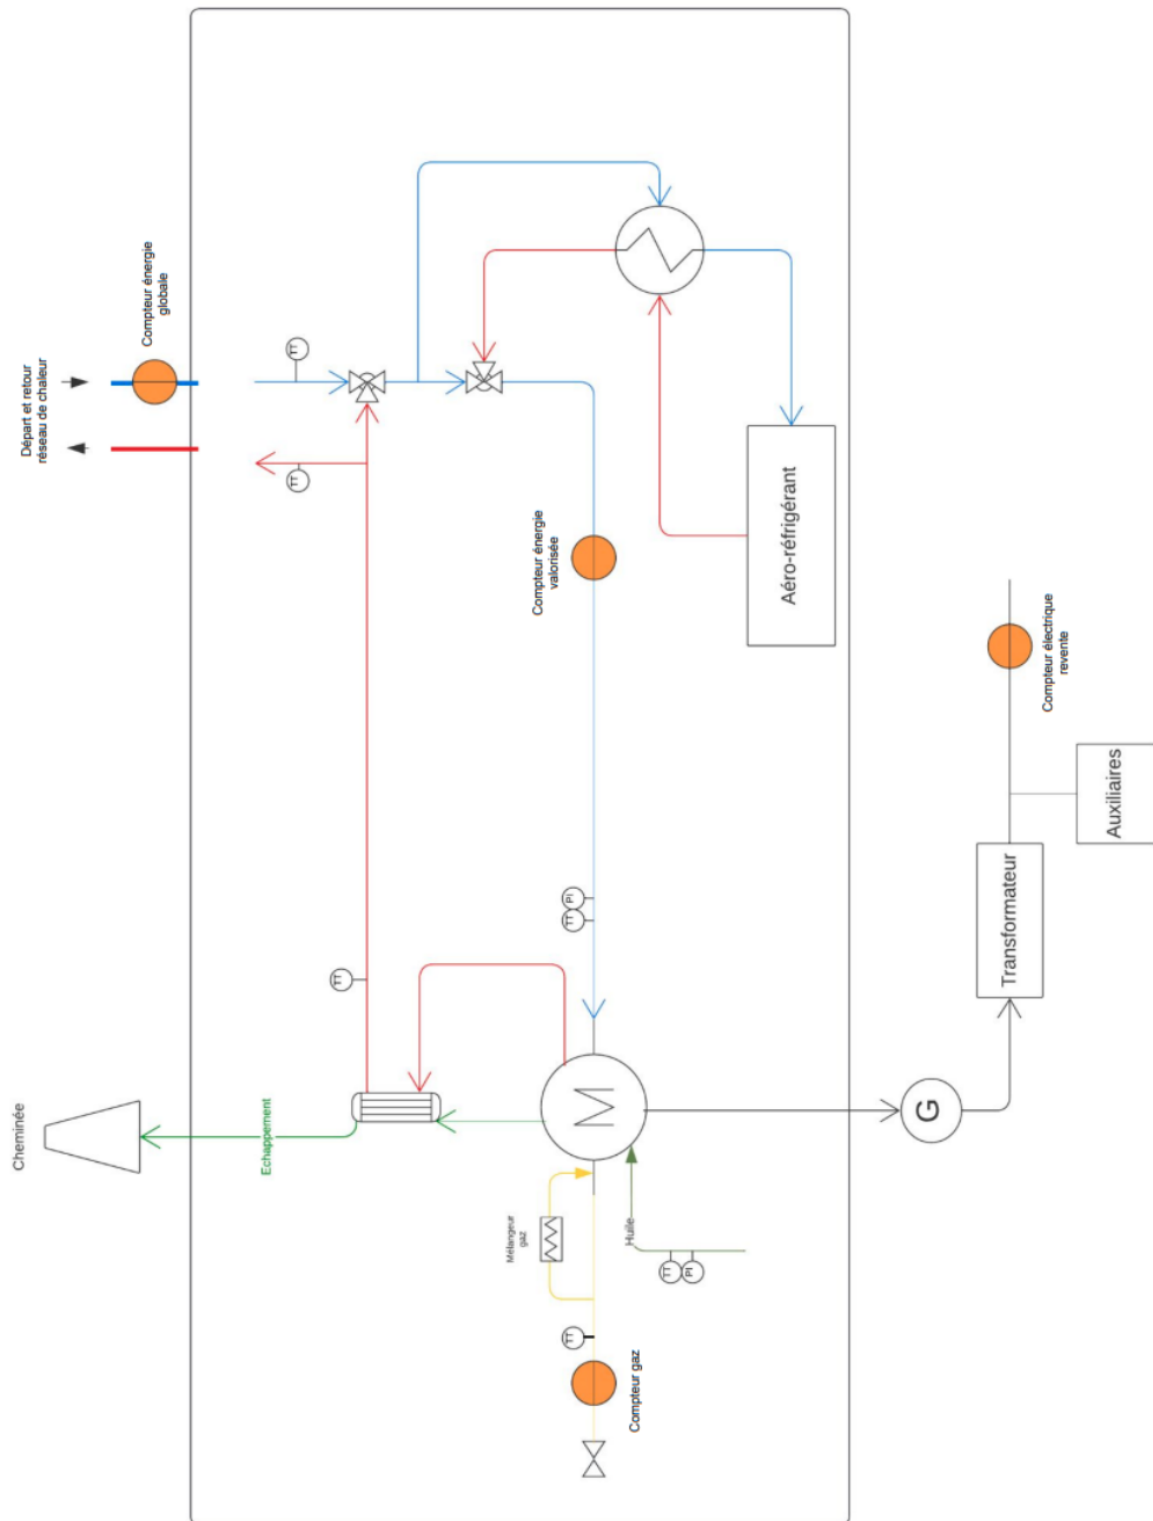 Départ et retour
réseau de chaleur
Compteur énergie
globale
TT
TT
Compteur énergie
valorisée
Aéro-réfrigérant
Compteur électrique
revente
Auxiliaires
Transformateur
TT
PI
TT
Cheminée
Echappement
M
G
Mélangeur
gaz
Huile
TT
PI
TT
Compteur gaz